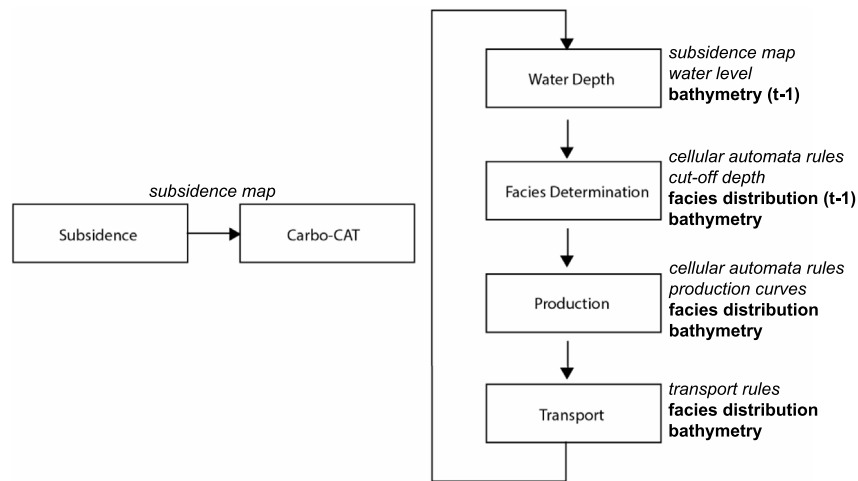 subsidence map
Subsidence
Carbo-CAT
Water Depth
subsidence map
water level
bathymetry (t-1)
Facies Determination
cellular automata rules
cut-off depth
facies distribution (t-1)
bathymetry
Production
cellular automata rules
production curves
facies distribution
bathymetry
Transport
transport rules
facies distribution
bathymetry